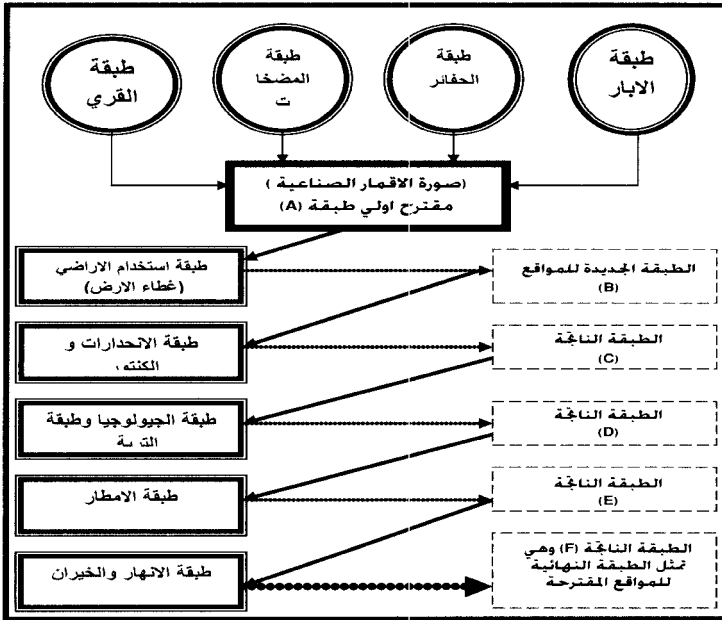 طبقة
الابار
طبقة
الحفائر
طبقة
المضخا
ت
طبقة
القري
(صورة الاقمار الصناعية )
مقترح اولي طبقة (A)
طبقة استخدام الاراضي
(غطاء الارض)
الطبقة الجديدة للمواقع
(B)
طبقة الانحدارات و
الطبقة الناتجة
(C)
طبقة الجيولوجيا وطبقة
الطبقة الناتجة
(D)
طبقة الامطار
الطبقة الناتجة
(E)
طبقة الانهار والخيران
الطبقة الناتجة (F) وهي
تمثل الطبقة النهائية
للمواقع المقترحة